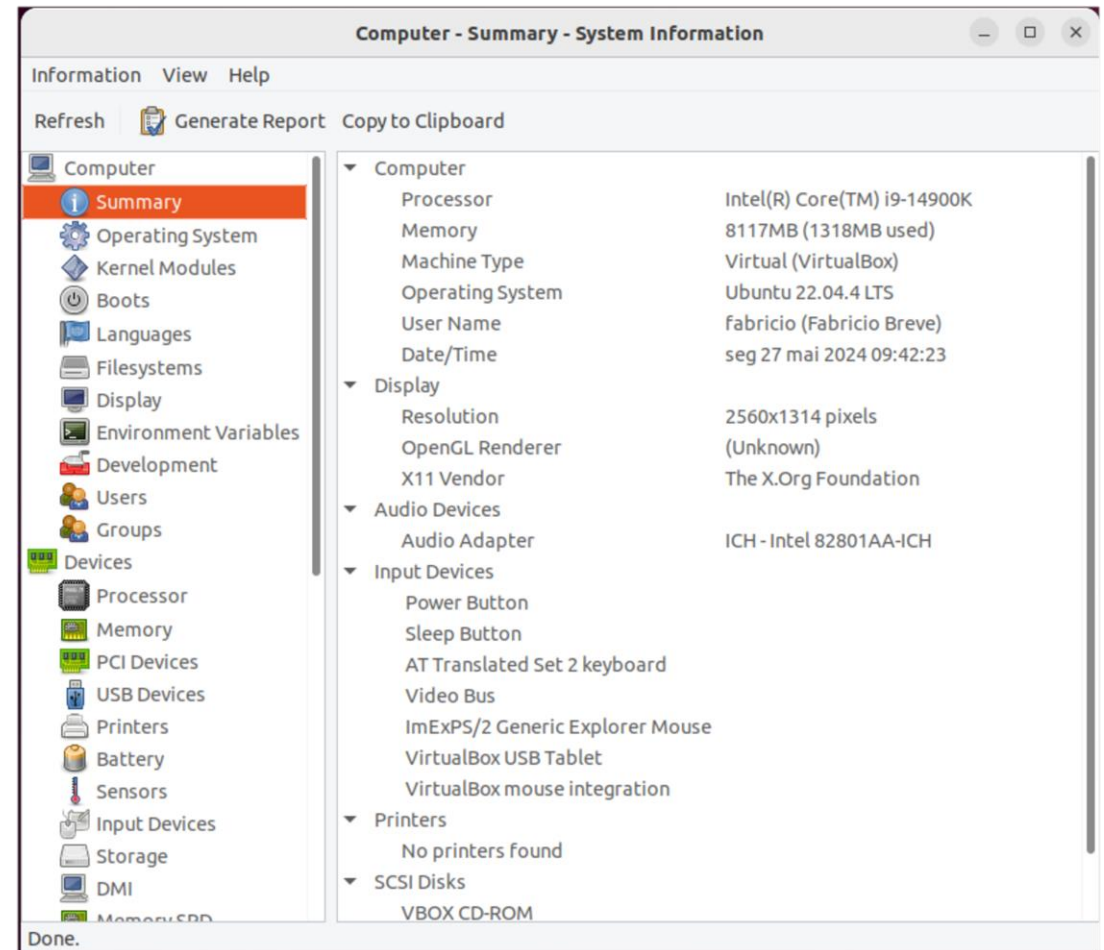 Computer - Summary - System Information
Information View Help
Refresh Generate Report Copy to Clipboard
Computer
Summary
Operating System
Kernel Modules
Boots
Languages
Filesystems
Display
Environment Variables
Development
Users
Groups
Devices
Processor
Memory
PCI Devices
USB Devices
Printers
Battery
Sensors
Input Devices
Storage
DMI
Memory SPD
Computer
Processor Intel(R) Core(TM) i9-14900K
Memory 8117MB (1318MB used)
Machine Type Virtual (VirtualBox)
Operating System Ubuntu 22.04.4 LTS
User Name fabricio (Fabricio Breve)
Date/Time seg 27 mai 2024 09:42:23
Display
Resolution 2560x1314 pixels
OpenGL Renderer (Unknown)
X11 Vendor The X.Org Foundation
Audio Devices
Audio Adapter ICH - Intel 82801AA-ICH
Input Devices
Power Button
Sleep Button
AT Translated Set 2 keyboard
Video Bus
ImExPS/2 Generic Explorer Mouse
VirtualBox USB Tablet
VirtualBox mouse integration
Printers
No printers found
SCSI Disks
VBOX CD-ROM
Done.